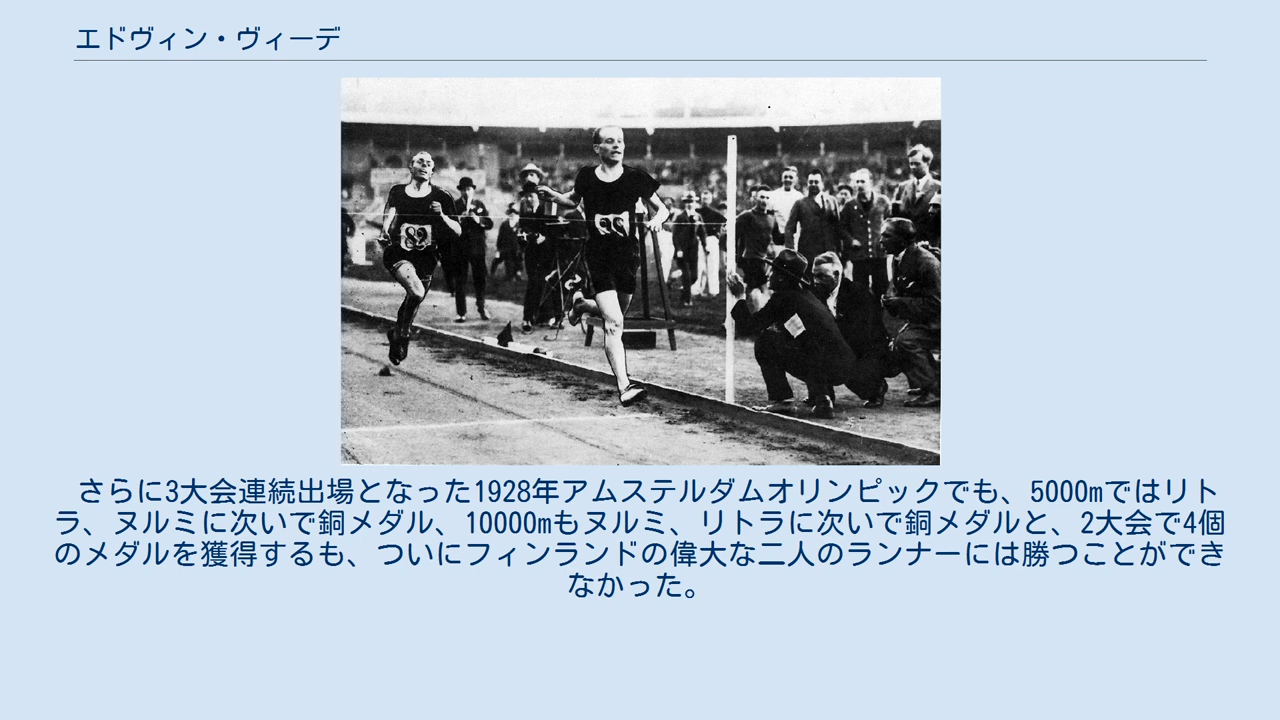 エドヴィン・ヴィーデ
さらに3大会連続出場となった1928年アムステルダムオリンピックでも、5000mではリト
ラ、ヌルミに次いで銅メダル、10000mもヌルミ、リトラに次いで銅メダルと、2大会で4個
のメダルを獲得するも、ついにフィンランドの偉大な二人のランナーには勝つことができ
なかった。